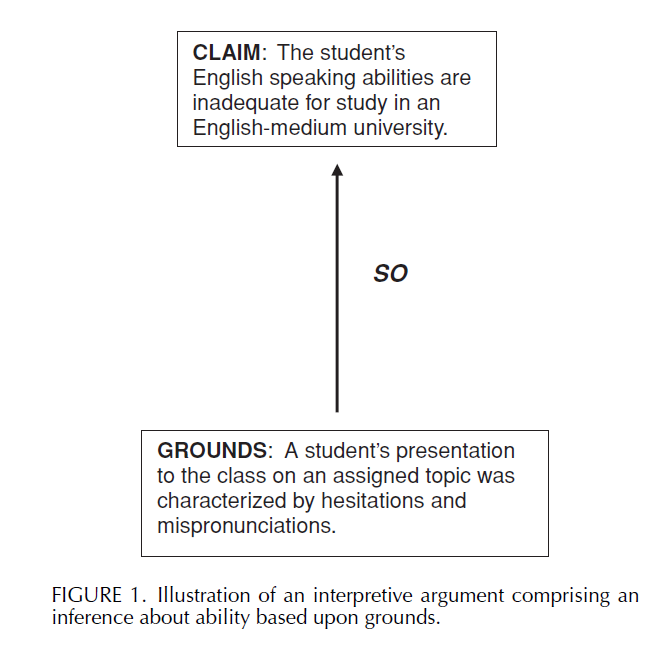 CLAIM: The student's
English speaking abilities are
inadequate for study in an
English-medium university.
SO
GROUNDS: A student's presentation
to the class on an assigned topic was
characterized by hesitations and
mispronunciations.
FIGURE 1. Illustration of an interpretive argument comprising an
inference about ability based upon grounds.